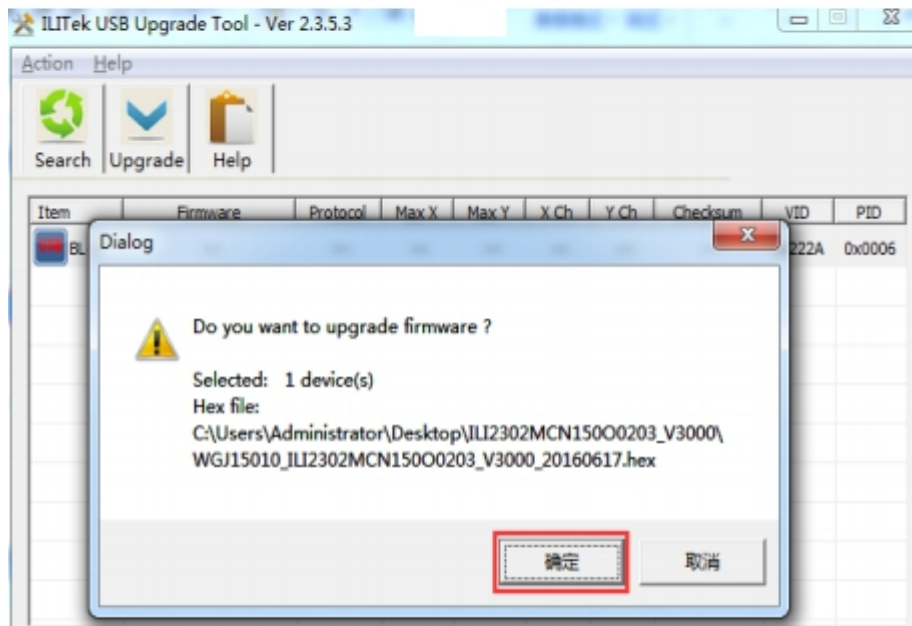 ILITek USB Upgrade Tool - Ver 2.3.5.3
Action Help
Search Upgrade Help
Item Firmware Protocol Max X Max Y X Ch Y Ch Checksum VID PID
USB BL 222A 0x0006
Dialog
Do you want to upgrade firmware ?
Selected: 1 device(s)
Hex file:
C:\Users\Administrator\Desktop\ILI2302MCN150O0203_V3000\
WGJ15010_ILI2302MCN150O0203_V3000_20160617.hex
确定 取消